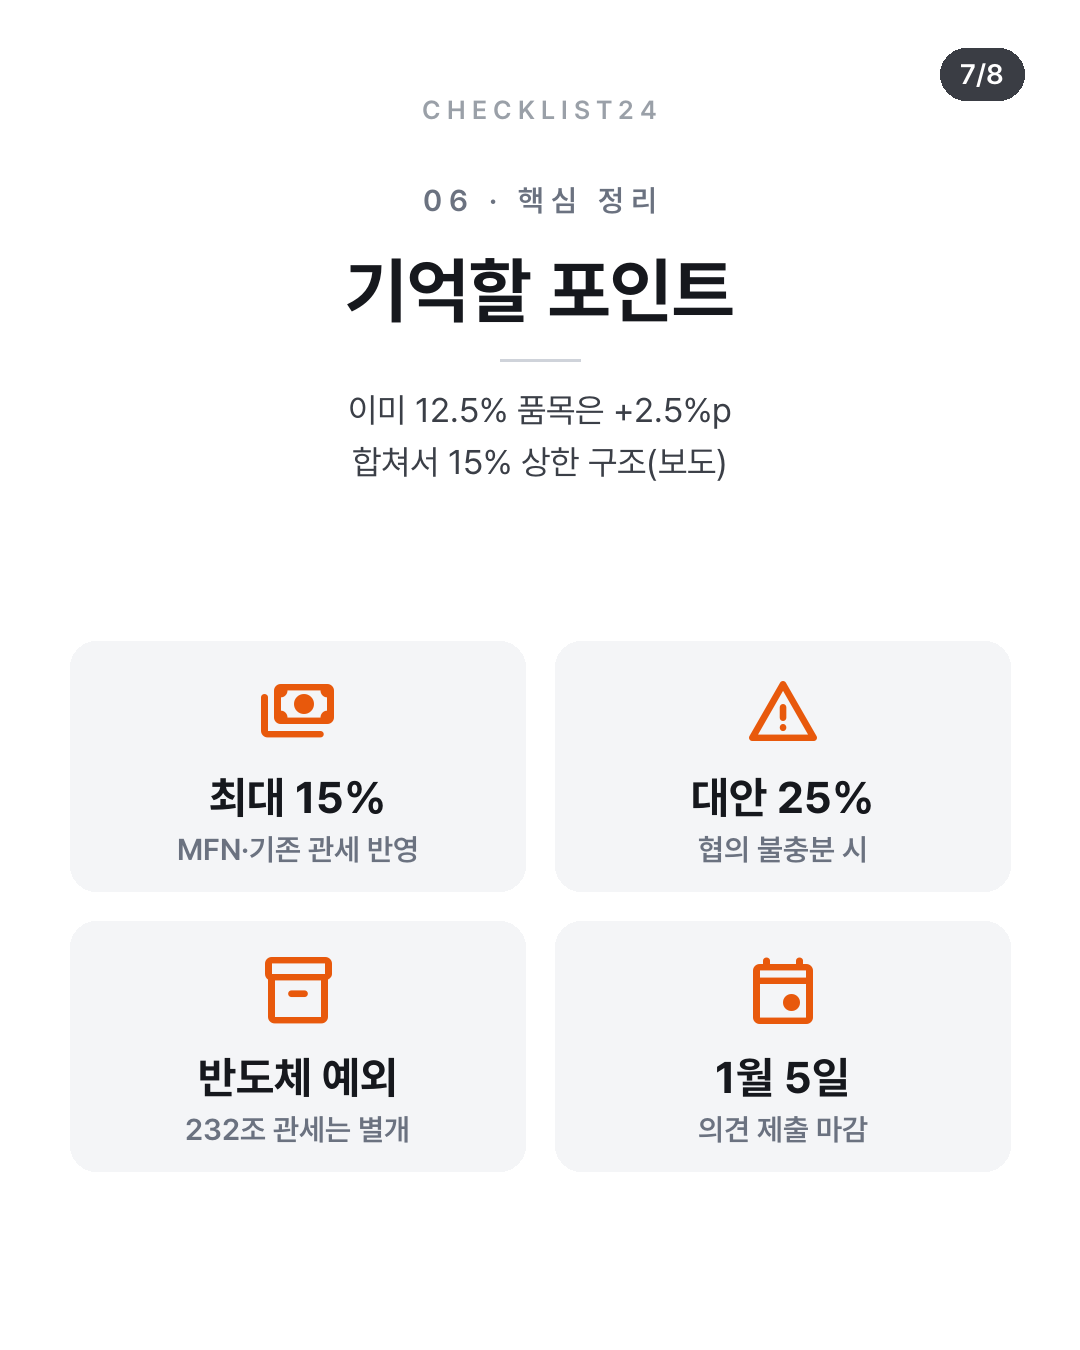 7/8
CHECKLIST24
06 · 핵심 정리
기억할 포인트
이미 12.5% 품목은 +2.5%p
합쳐서 15% 상한 구조(보도)
최대 15%
MFN·기존 관세 반영
대안 25%
협의 불충분 시
반도체 예외
232조 관세는 별개
1월 5일
의견 제출 마감